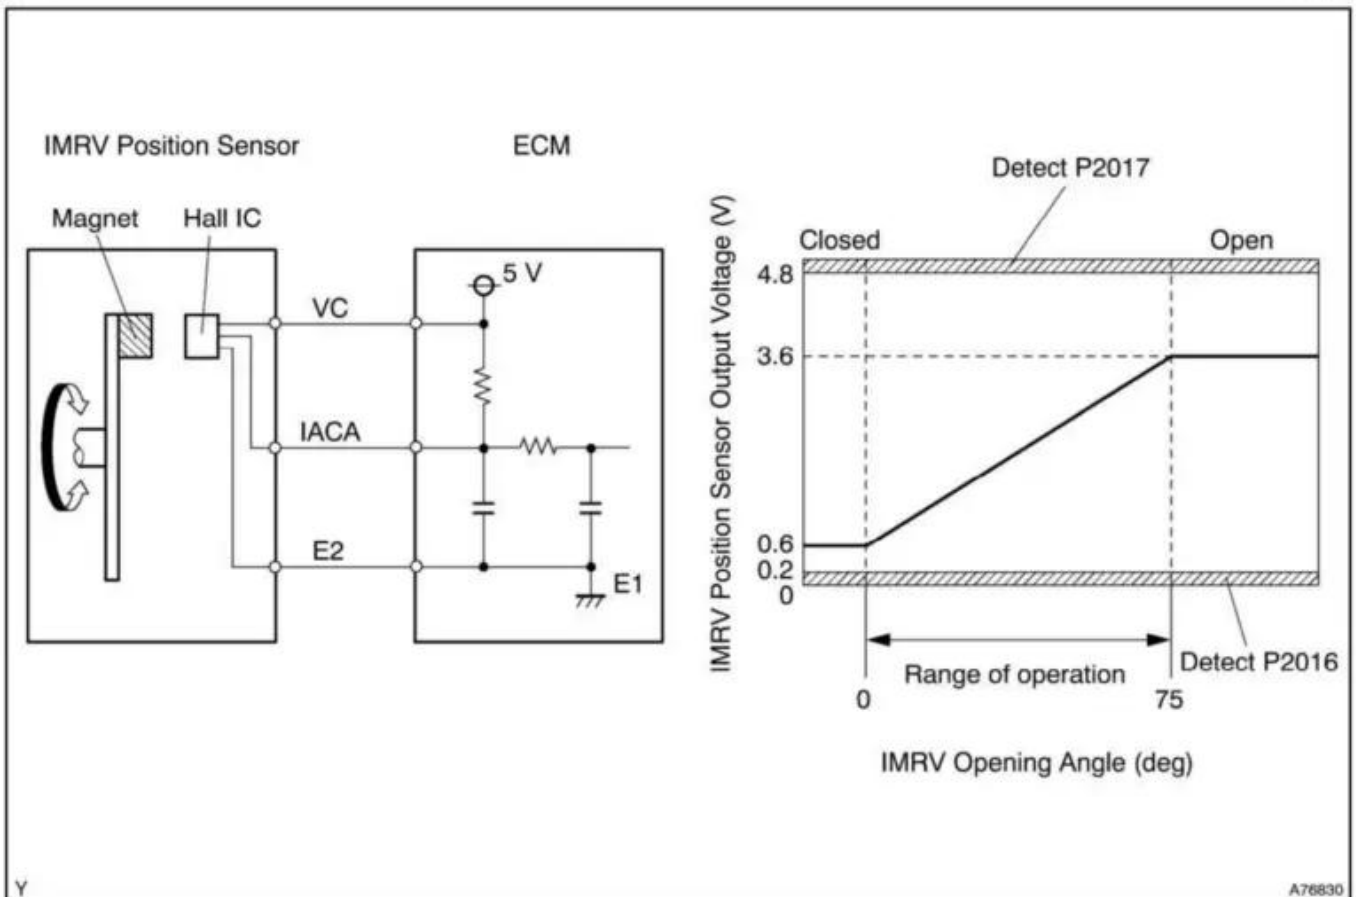 IMRV Position Sensor
ECM
Magnet
Hall IC
5 V
VC
IACA
E2
E1
Detect P2017
IMRV Position Sensor Output Voltage (V)
Closed
Open
4.8
3.6
0.6
0.2
0
Range of operation
Detect P2016
0
75
IMRV Opening Angle (deg)
Y
A76830